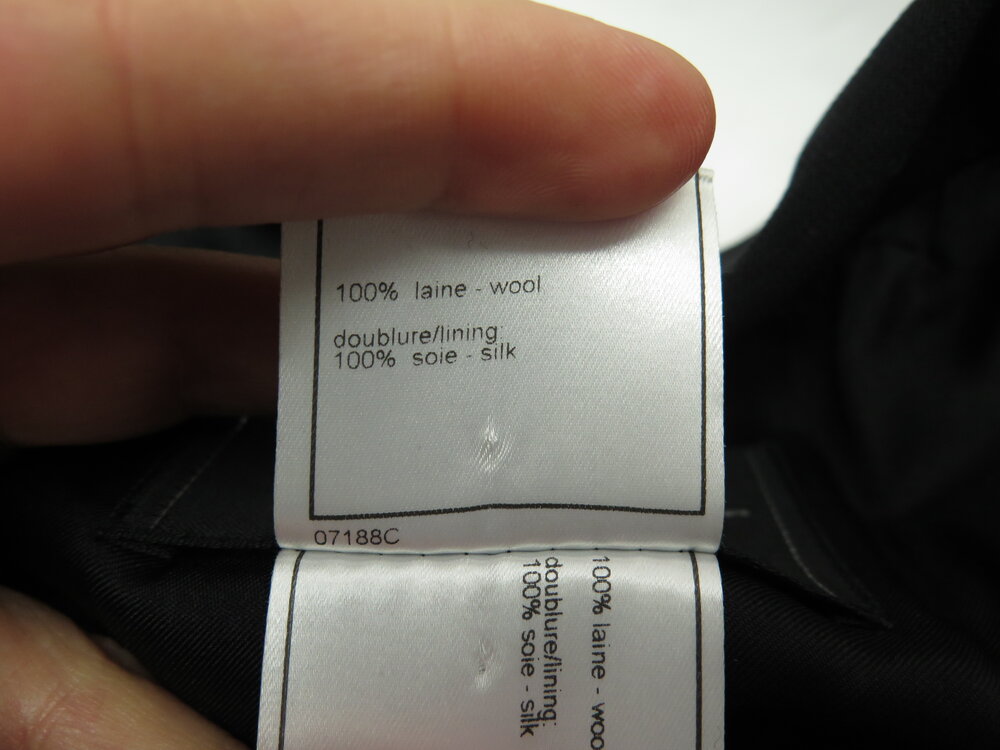 100% laine - wool
doublure/lining:
100% soie - silk
07188C
100% laine - woo
doublure/lining:
100% soie - silk